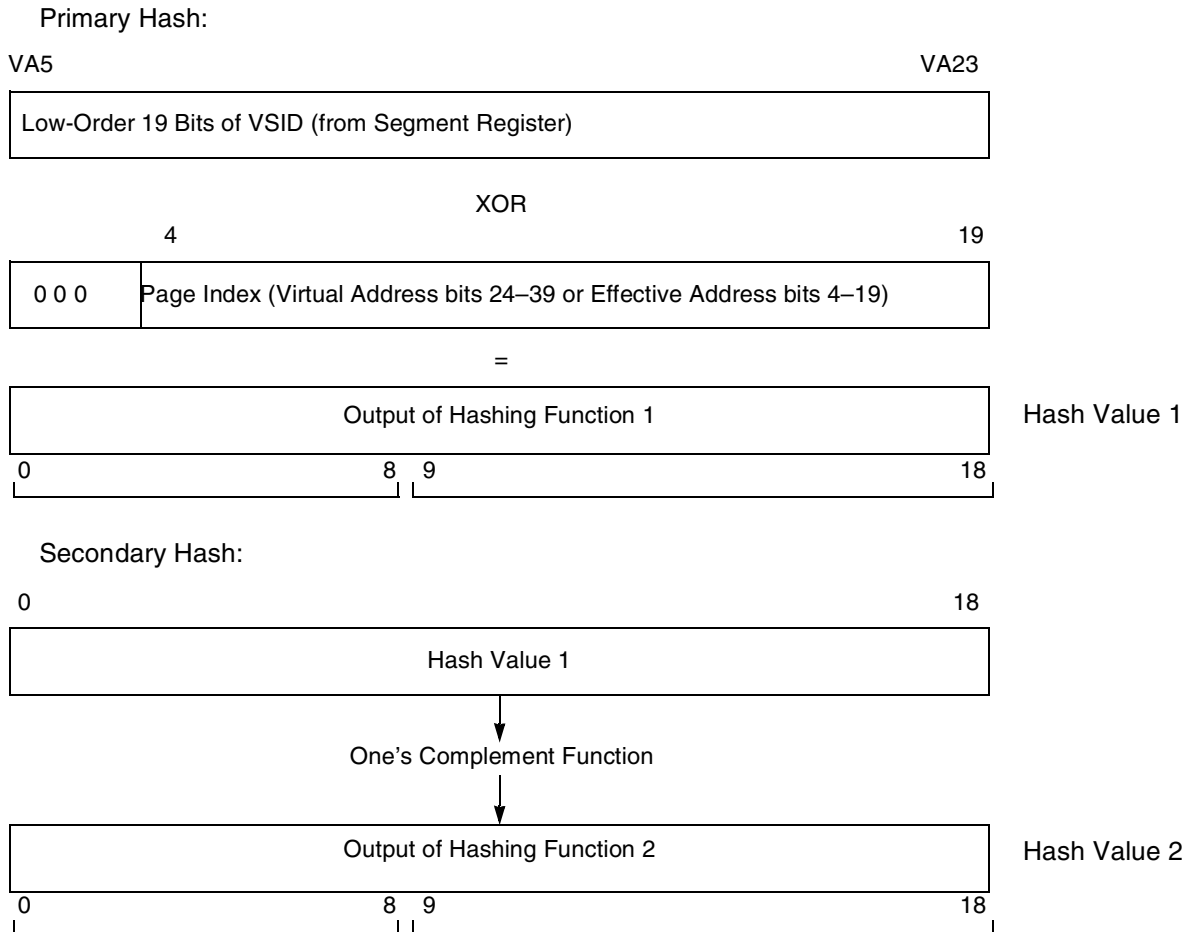 Primary Hash:
VA5 VA23
Low-Order 19 Bits of VSID (from Segment Register)
XOR
4 19
0 0 0 Page Index (Virtual Address bits 24–39 or Effective Address bits 4–19)
=
Output of Hashing Function 1 Hash Value 1
0 8 9 18
Secondary Hash:
0 18
Hash Value 1
One's Complement Function
Output of Hashing Function 2 Hash Value 2
0 8 9 18